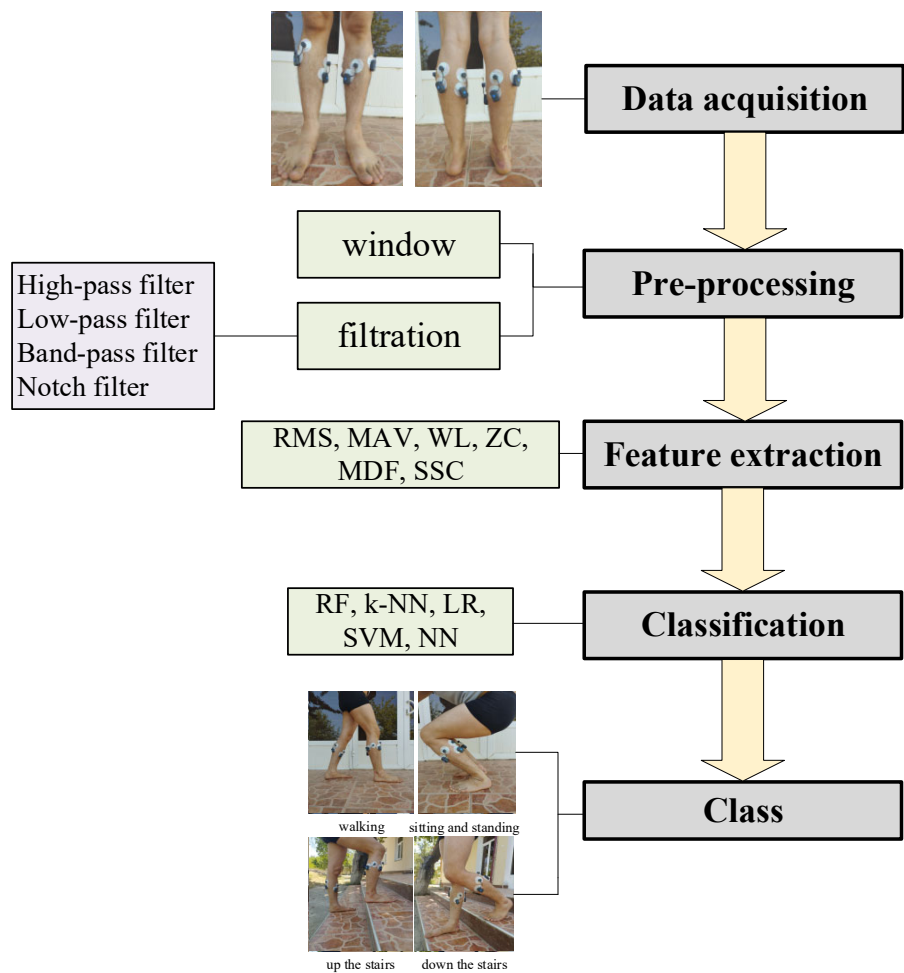 Data acquisition
window
Pre-processing
High-pass filter
Low-pass filter
Band-pass filter
Notch filter
filtration
RMS, MAV, WL, ZC,
MDF, SSC
Feature extraction
RF, k-NN, LR,
SVM, NN
Classification
walking
sitting and standing
Class
up the stairs
down the stairs